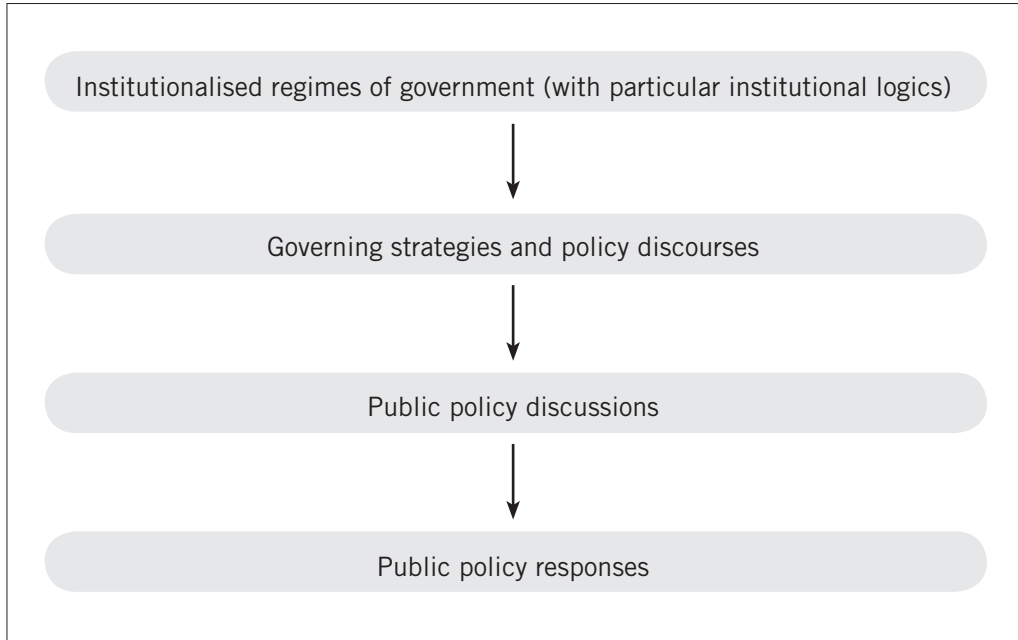 Institutionalised regimes of government (with particular institutional logics)
Governing strategies and policy discourses
Public policy discussions
Public policy responses